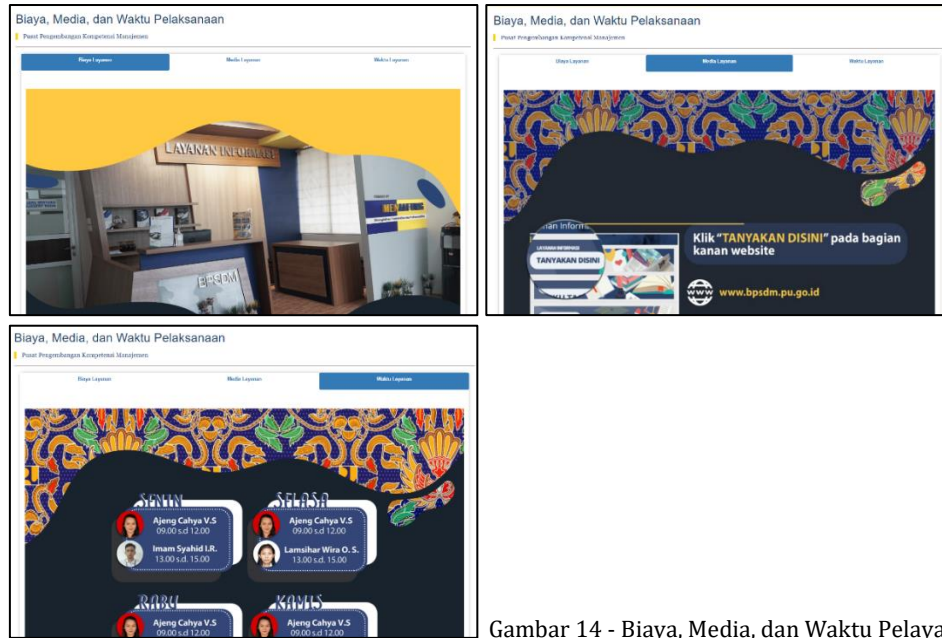 Biaya, Media, dan Waktu Pelaksanaan
Pusat Pengembangan Kompetensi Manajemen
Biaya Layanan
Media Layanan
Waktu Layanan
LAYANAN INFORMASI
BPSDM
Biaya, Media, dan Waktu Pelaksanaan
Pusat Pengembangan Kompetensi Manajemen
Biaya Layanan
Media Layanan
Waktu Layanan
LAYANAN INFORMASI
TANYAKAN DISINI
Klik "TANYAKAN DISINI" pada bagian
kanan website
www
www.bpsdm.pu.go.id
Biaya, Media, dan Waktu Pelaksanaan
Pusat Pengembangan Kompetensi Manajemen
Biaya Layanan
Media Layanan
Waktu Layanan
SENIN
Ajeng Cahya V.S
09.00 s.d 12.00
Imam Syahid I.R.
13.00 s.d. 15.00
SELASA
Ajeng Cahya V.S
09.00 s.d 12.00
Lamsihar Wira O. S.
13.00 s.d. 15.00
RABU
Ajeng Cahya V.S
09.00 s.d 12.00
KAMIS
Ajeng Cahya V.S
09.00 s.d 12.00
Gambar 14 - Biaya, Media, dan Waktu